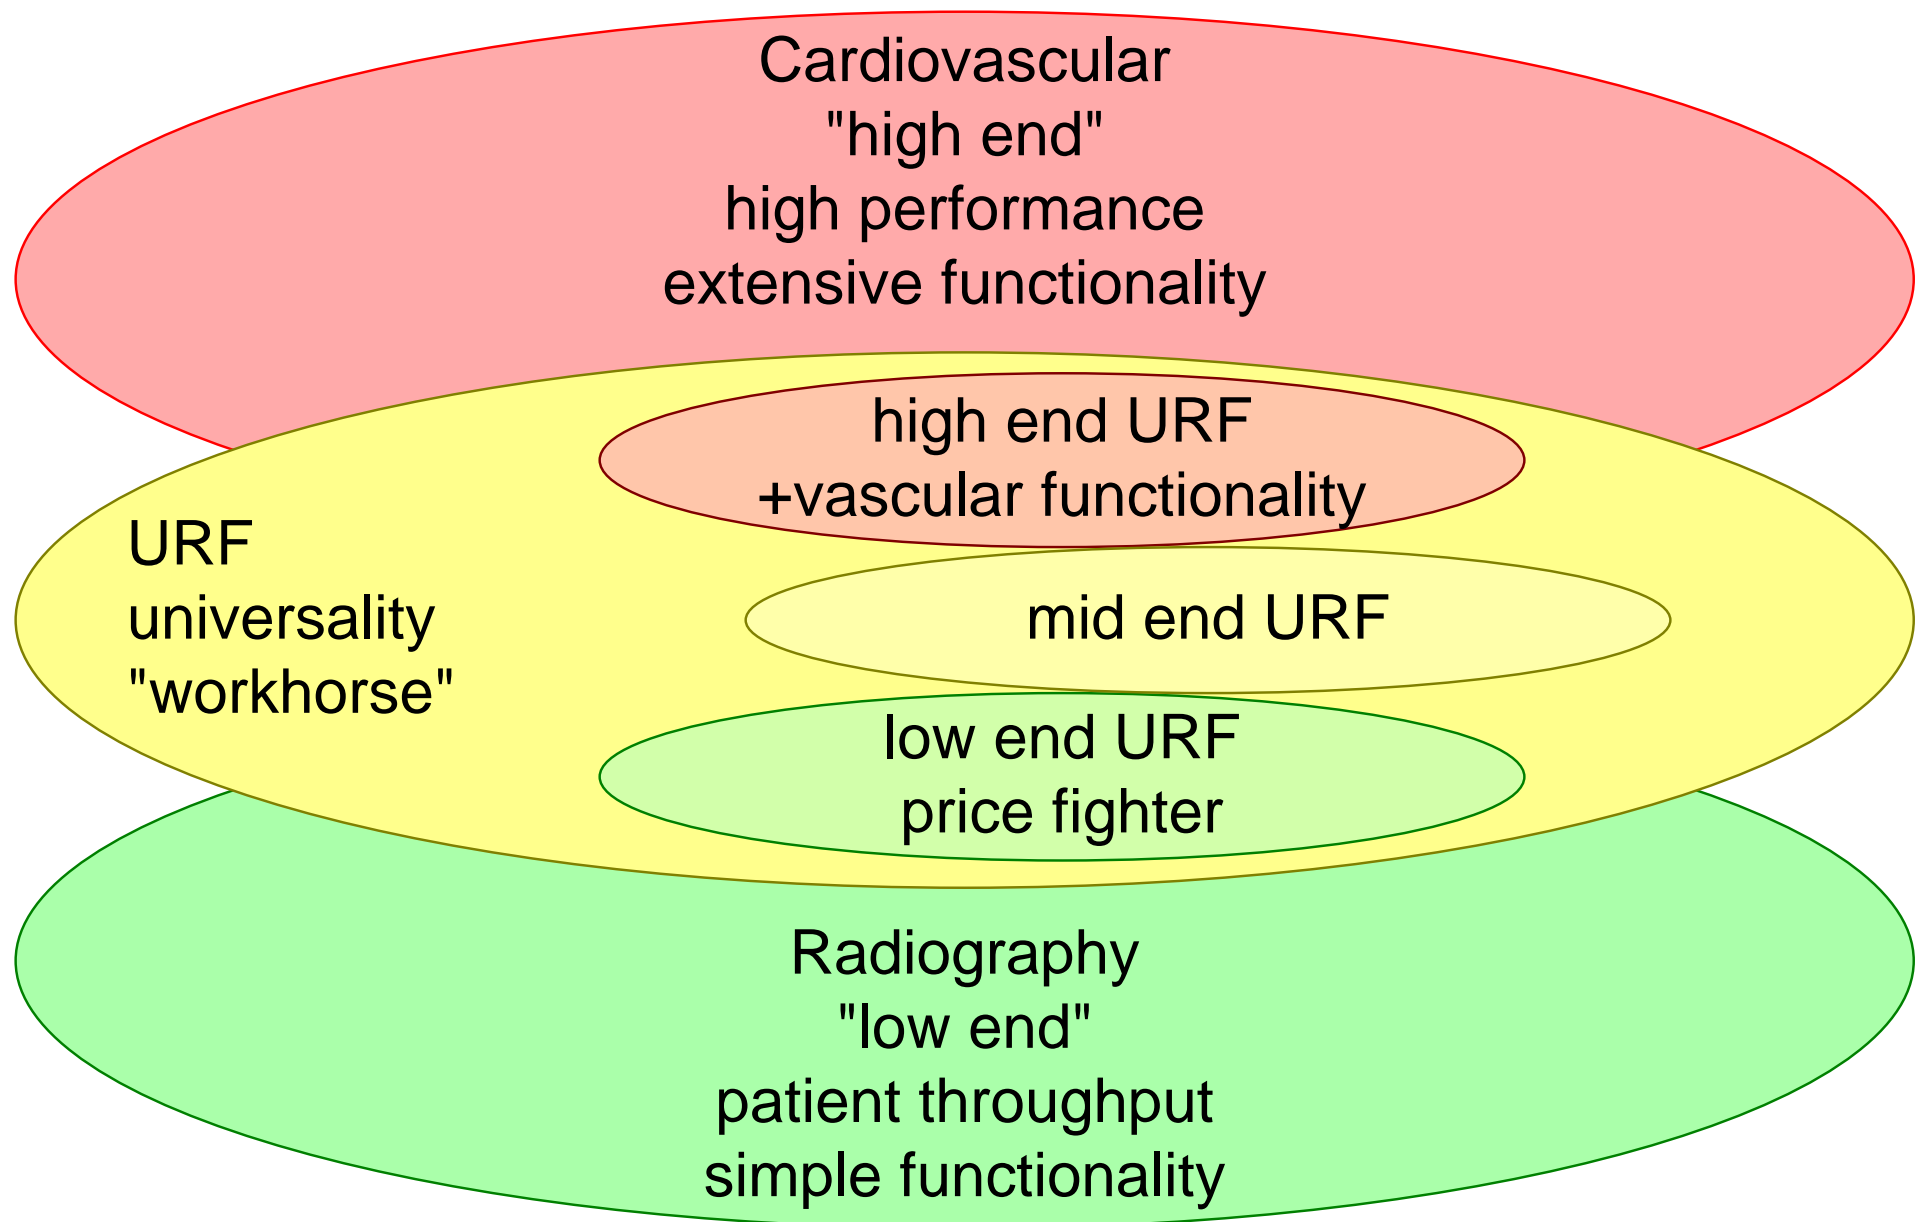 Cardiovascular
"high end"
high performance
extensive functionality
high end URF
+vascular functionality
URF
universality
"workhorse"
mid end URF
low end URF
price fighter
Radiography
"low end"
patient throughput
simple functionality